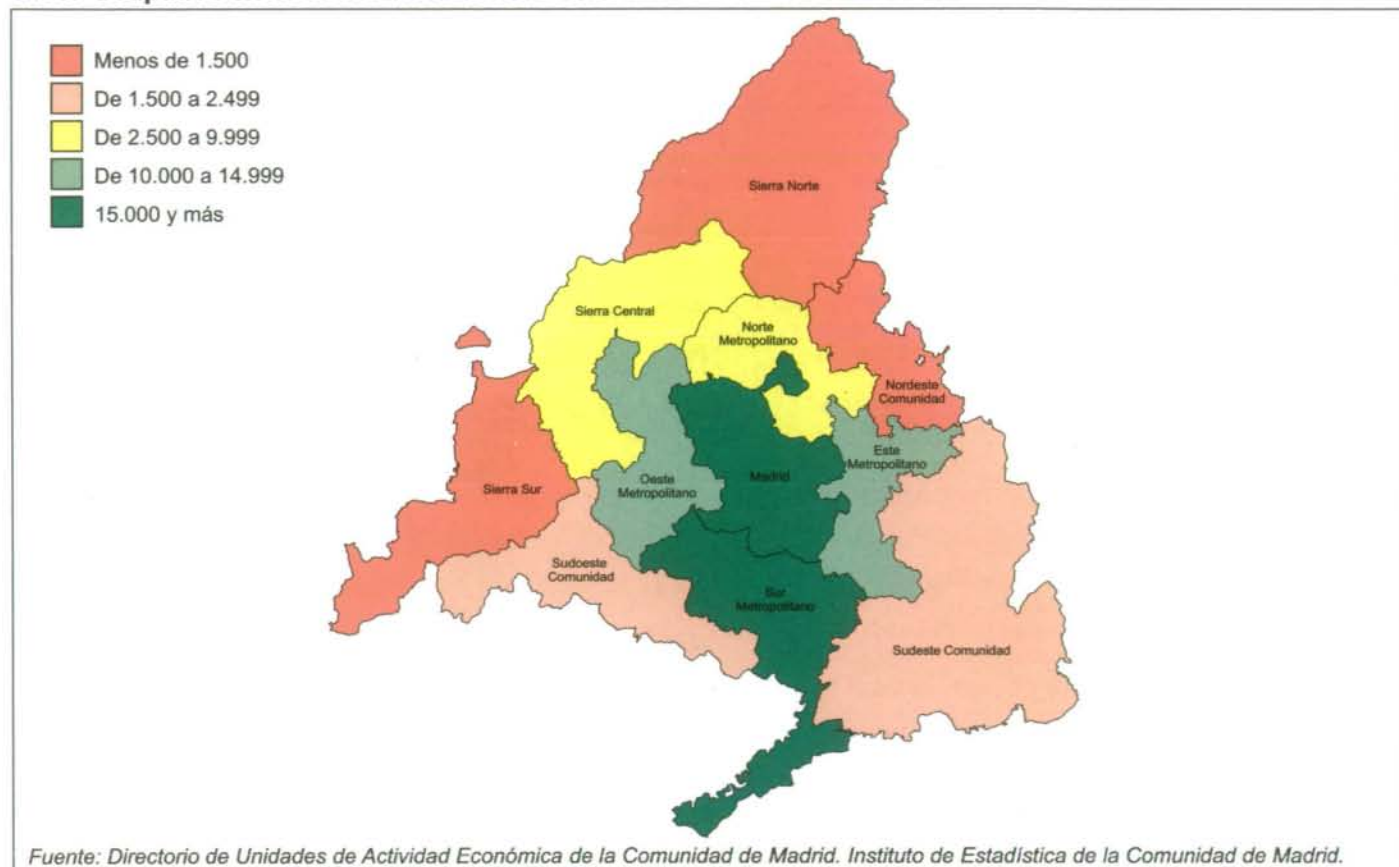 Menos de 1.500
De 1.500 a 2.499
De 2.500 a 9.999
De 10.000 a 14.999
15.000 y más
Sierra Norte
Sierra Central
Norte
Metropolitano
Nordeste
Comunidad
Este
Metropolitano
Oeste
Metropolitano
Madrid
Sierra Sur
Sudoeste
Comunidad
Sur
Metropolitano
Sudeste Comunidad
Fuente: Directorio de Unidades de Actividad Económica de la Comunidad de Madrid. Instituto de Estadística de la Comunidad de Madrid.